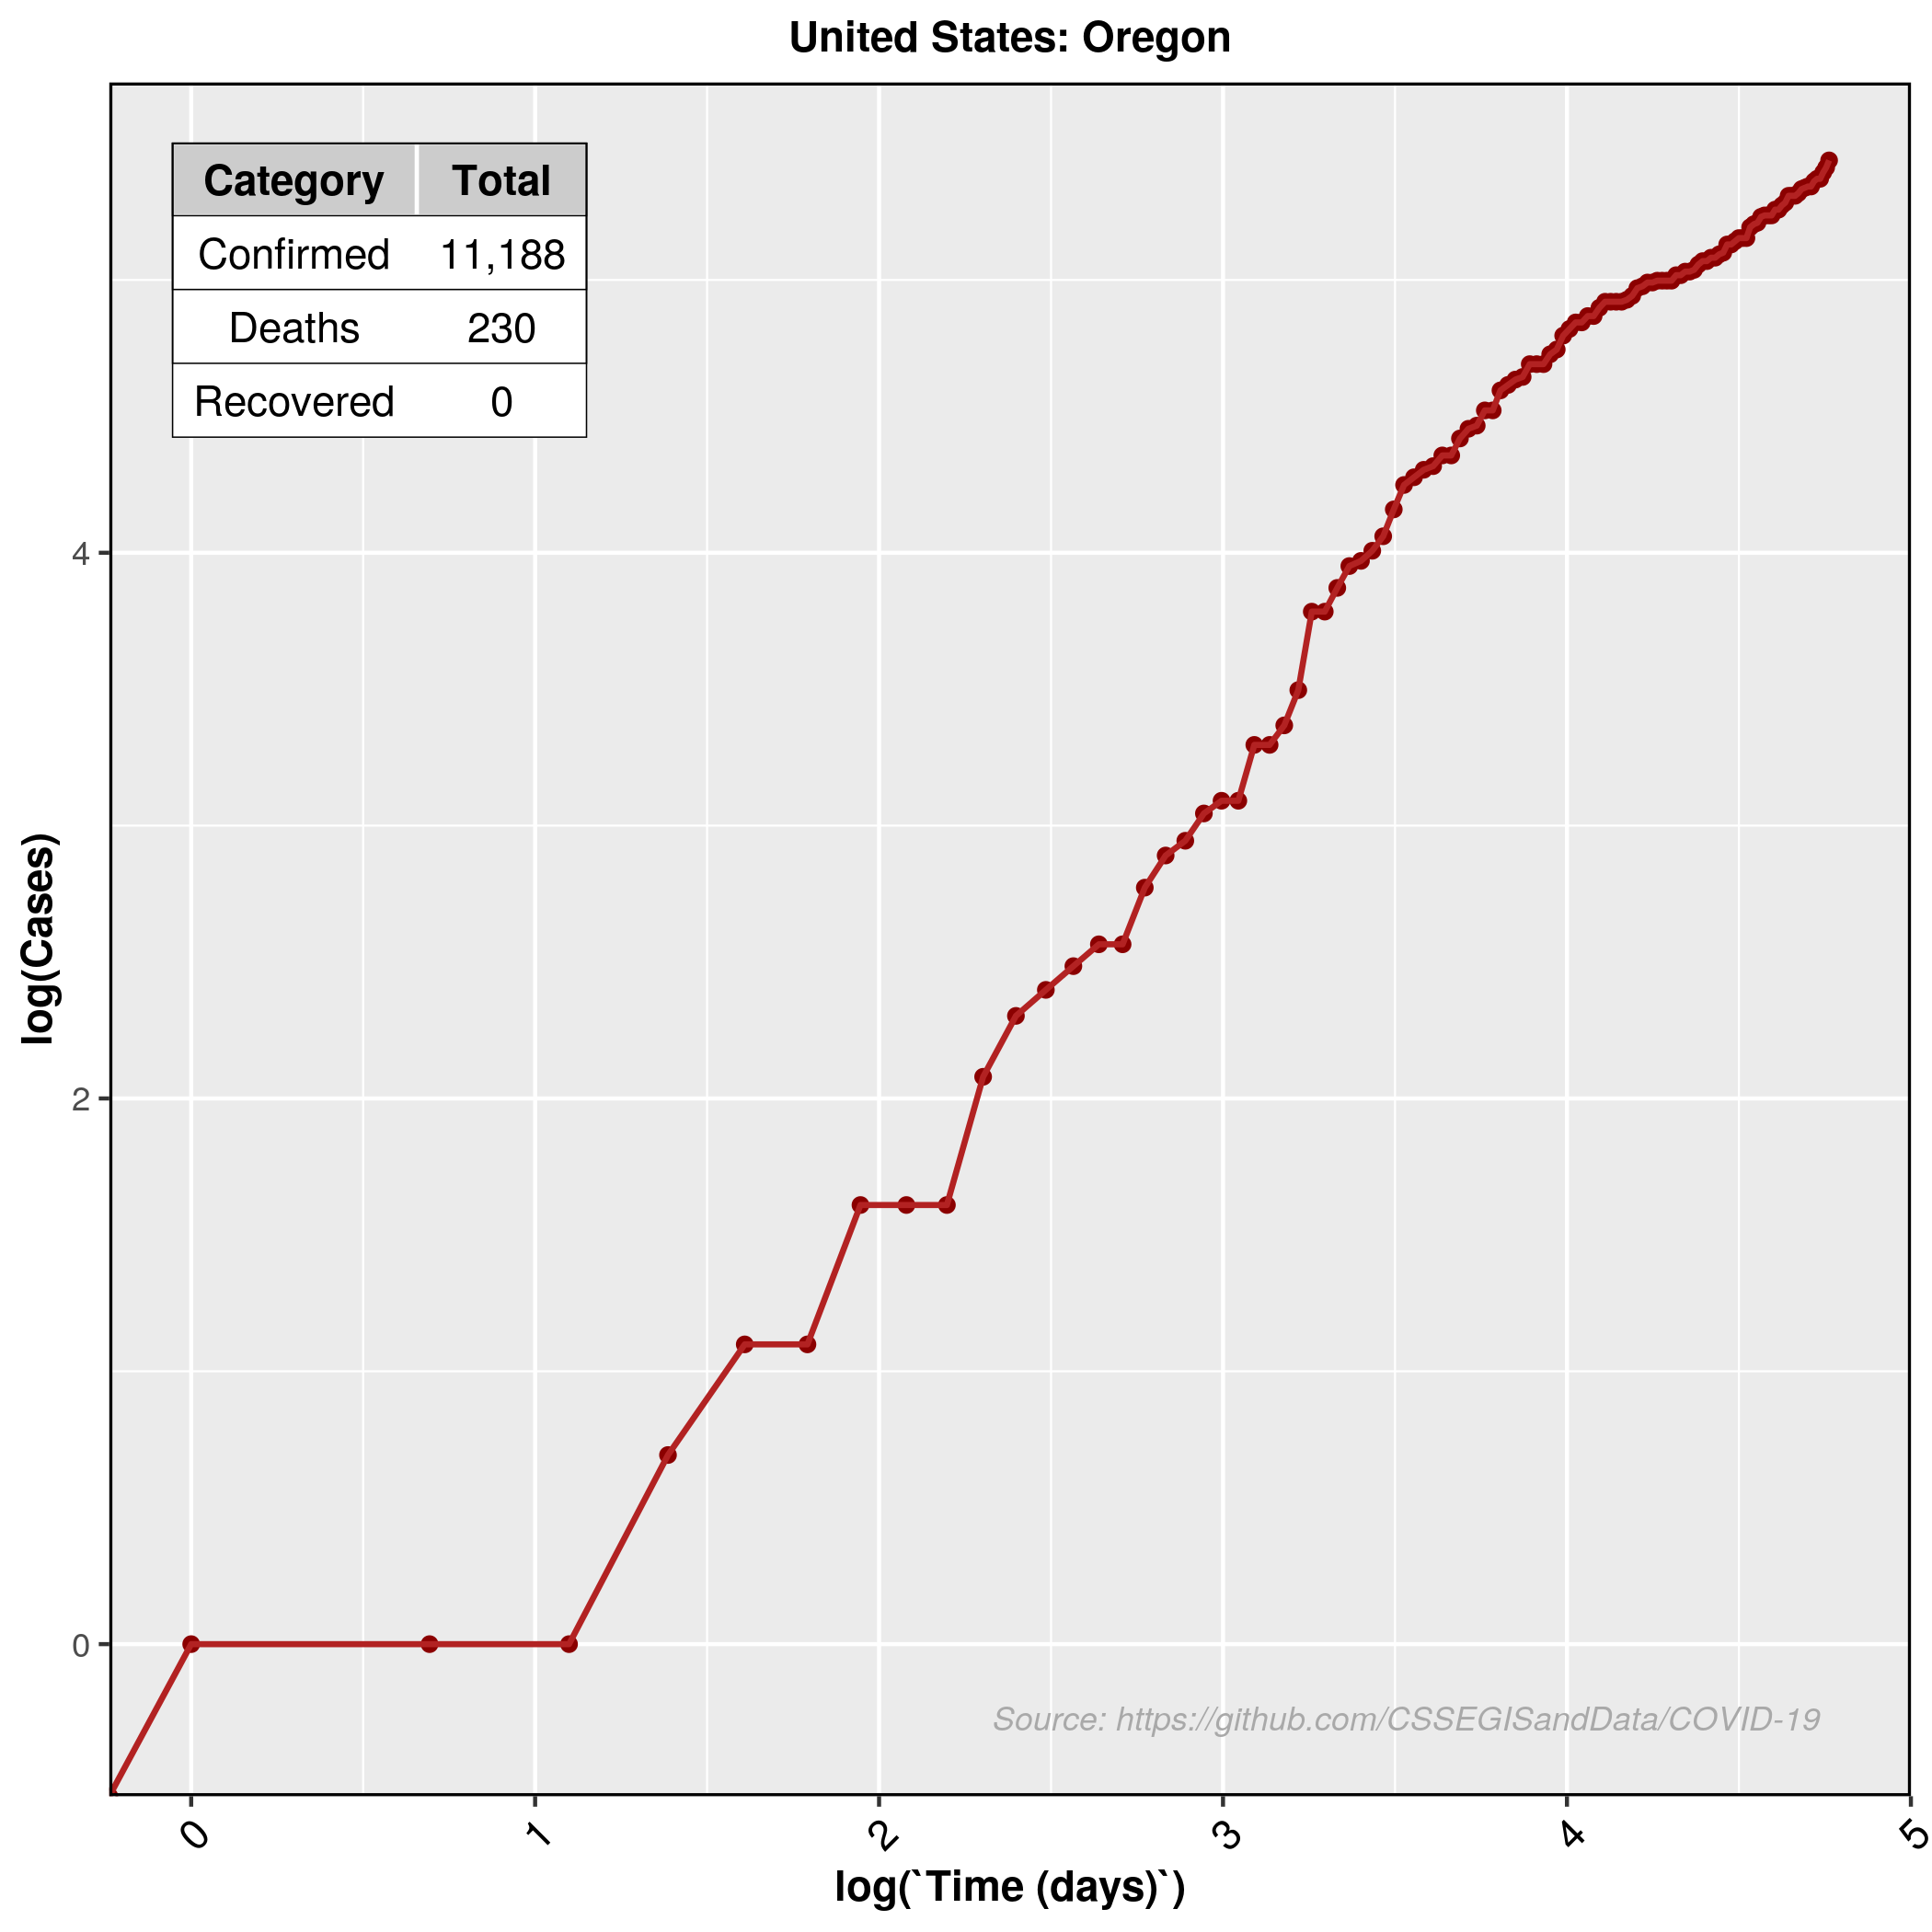 United States: Oregon
Category Total
Confirmed 11,188
Deaths 230
Recovered 0
4
2
0
log(Cases)
Source: https://github.com/CSSEGISandData/COVID-19
0 1 2 3 4 5
log(`Time (days)`)